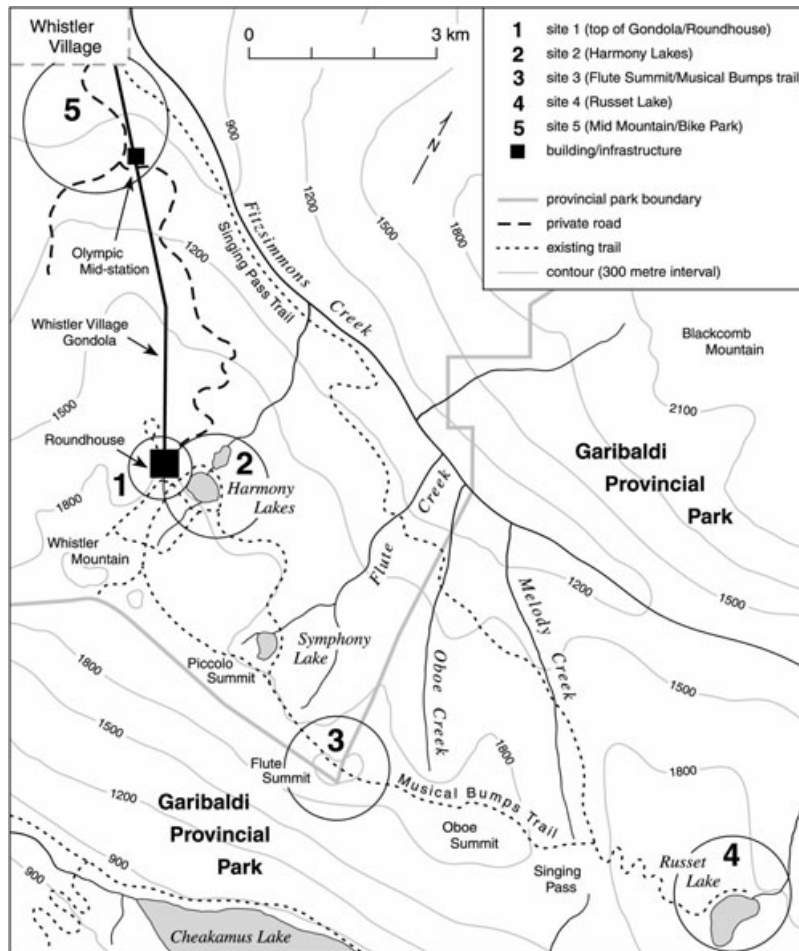 Whistler
Village
0 3 km
N
5
Olympic
Mid-station
Whistler Village
Gondola
Roundhouse
1
2
Harmony
Lakes
Whistler
Mountain
Fitzsimmons
Creek
Singing Pass Trail
900
1200
1500
1800
1200
1500
1800
Blackcomb
Mountain
2100
Garibaldi
Provincial
Park
1800
1500
Flute Creek
Symphony
Lake
Piccolo
Summit
Oboe Creek
Melody Creek
1200
1500
1800
1500
1200
900
900
3
Flute
Summit
Musical Bumps Trail
1800
Oboe
Summit
Singing
Pass
1800
4
Russet
Lake
Garibaldi
Provincial
Park
Cheakamus Lake
1 site 1 (top of Gondola/Roundhouse)
2 site 2 (Harmony Lakes)
3 site 3 (Flute Summit/Musical Bumps trail
4 site 4 (Russet Lake)
5 site 5 (Mid Mountain/Bike Park)
building/infrastructure
provincial park boundary
private road
existing trail
contour (300 metre interval)